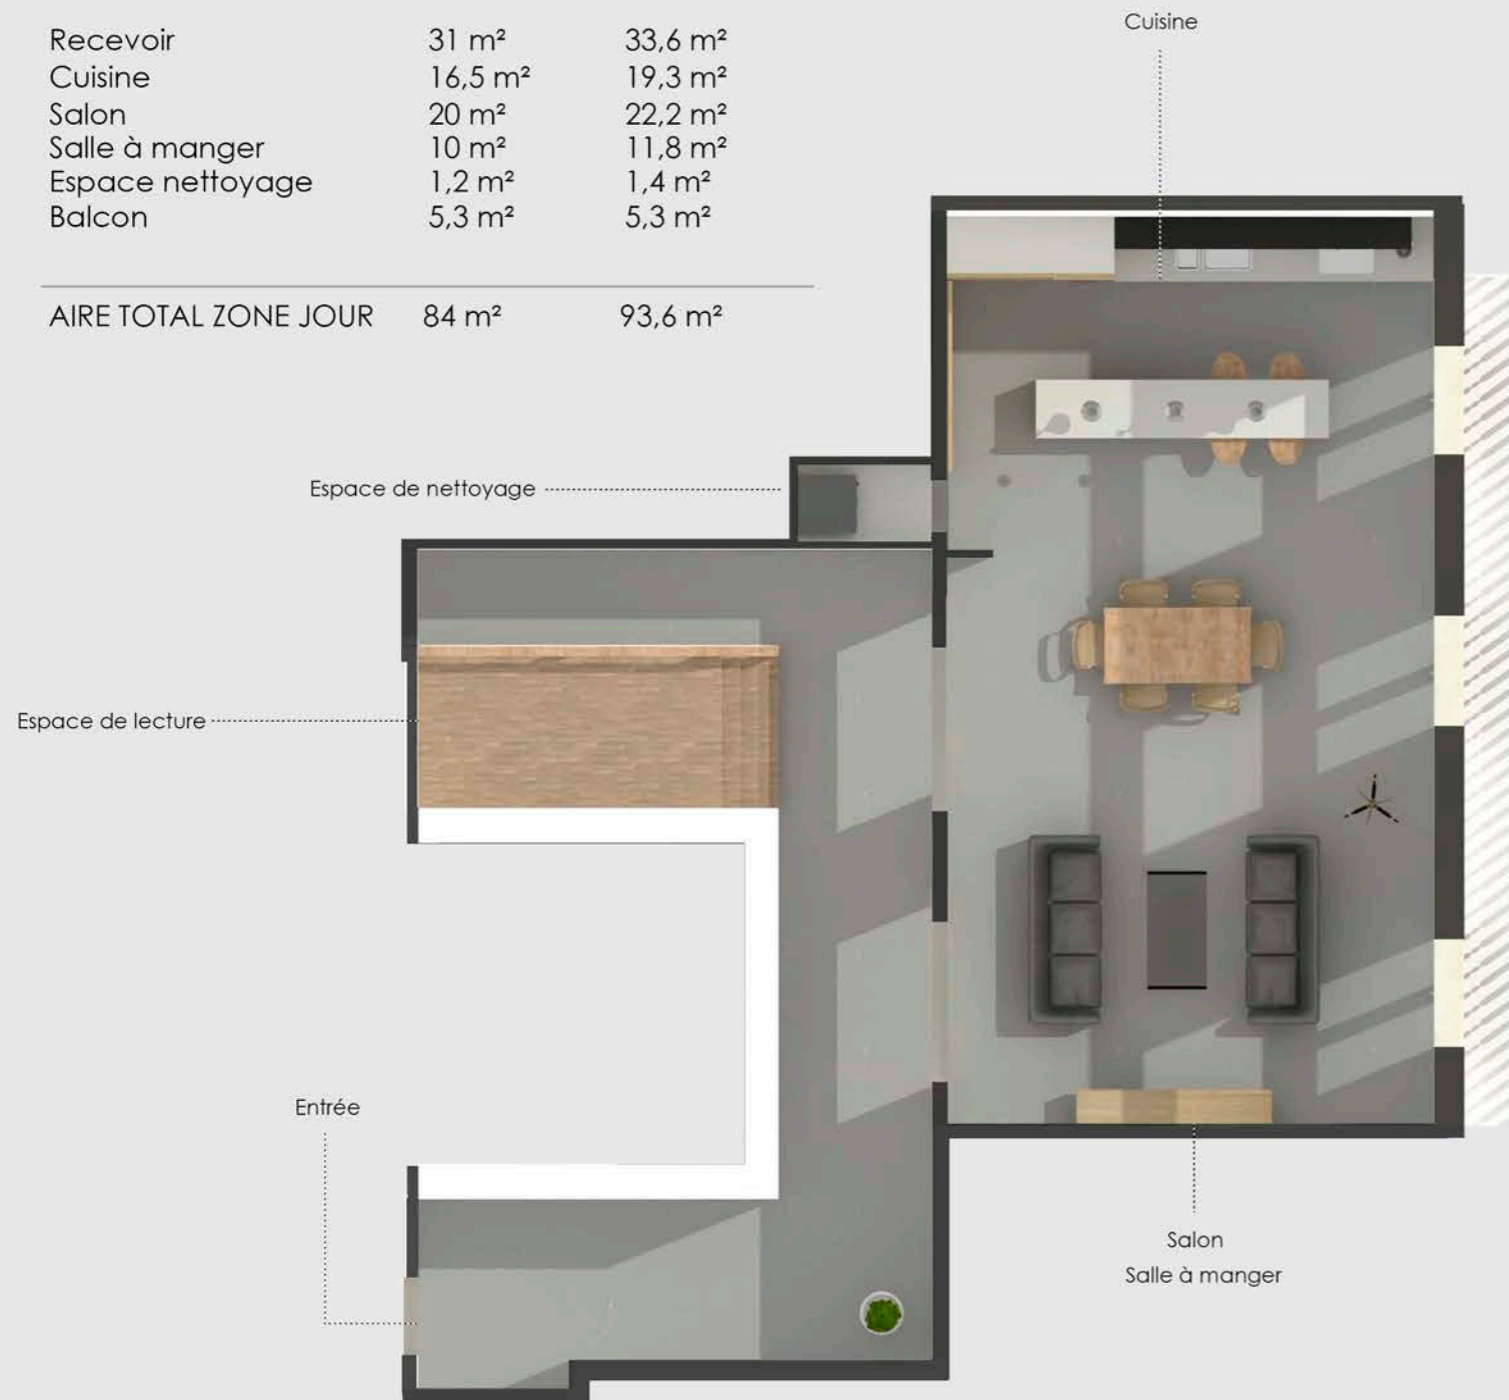 Recevoir 31 m² 33,6 m²
Cuisine 16,5 m² 19,3 m²
Salon 20 m² 22,2 m²
Salle à manger 10 m² 11,8 m²
Espace nettoyage 1,2 m² 1,4 m²
Balcon 5,3 m² 5,3 m²
AIRE TOTAL ZONE JOUR 84 m² 93,6 m²
Cuisine
Espace de nettoyage
Espace de lecture
Entrée
Salon
Salle à manger